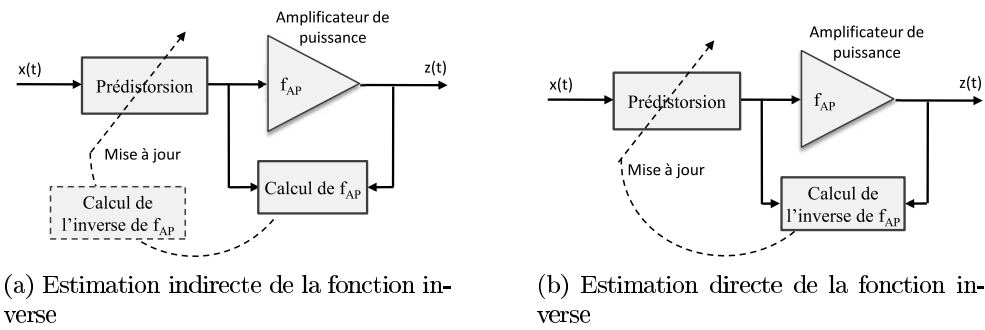 Amplificateur de
puissance
x(t)
Prédistorsion
f_AP
z(t)
Mise à jour
Calcul de f_AP
Calcul de
l'inverse de f_AP
(a) Estimation indirecte de la fonction in-
verse
Amplificateur de
puissance
x(t)
Prédistorsion
f_AP
z(t)
Mise à jour
Calcul de
l'inverse de f_AP
(b) Estimation directe de la fonction in-
verse